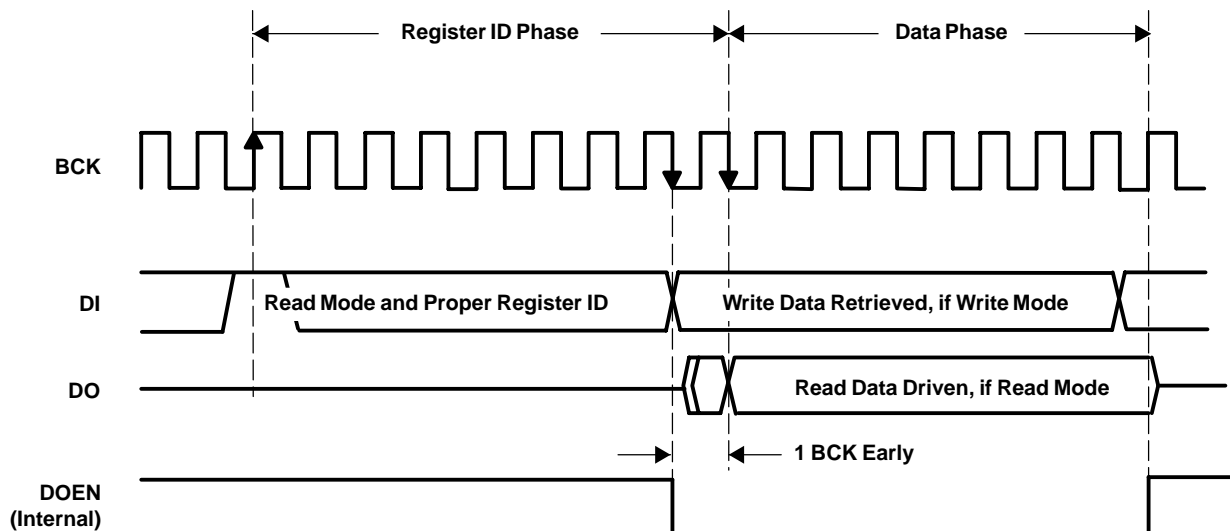 Register ID Phase
Data Phase
BCK
DI
Read Mode and Proper Register ID
Write Data Retrieved, if Write Mode
DO
Read Data Driven, if Read Mode
1 BCK Early
DOEN
(Internal)